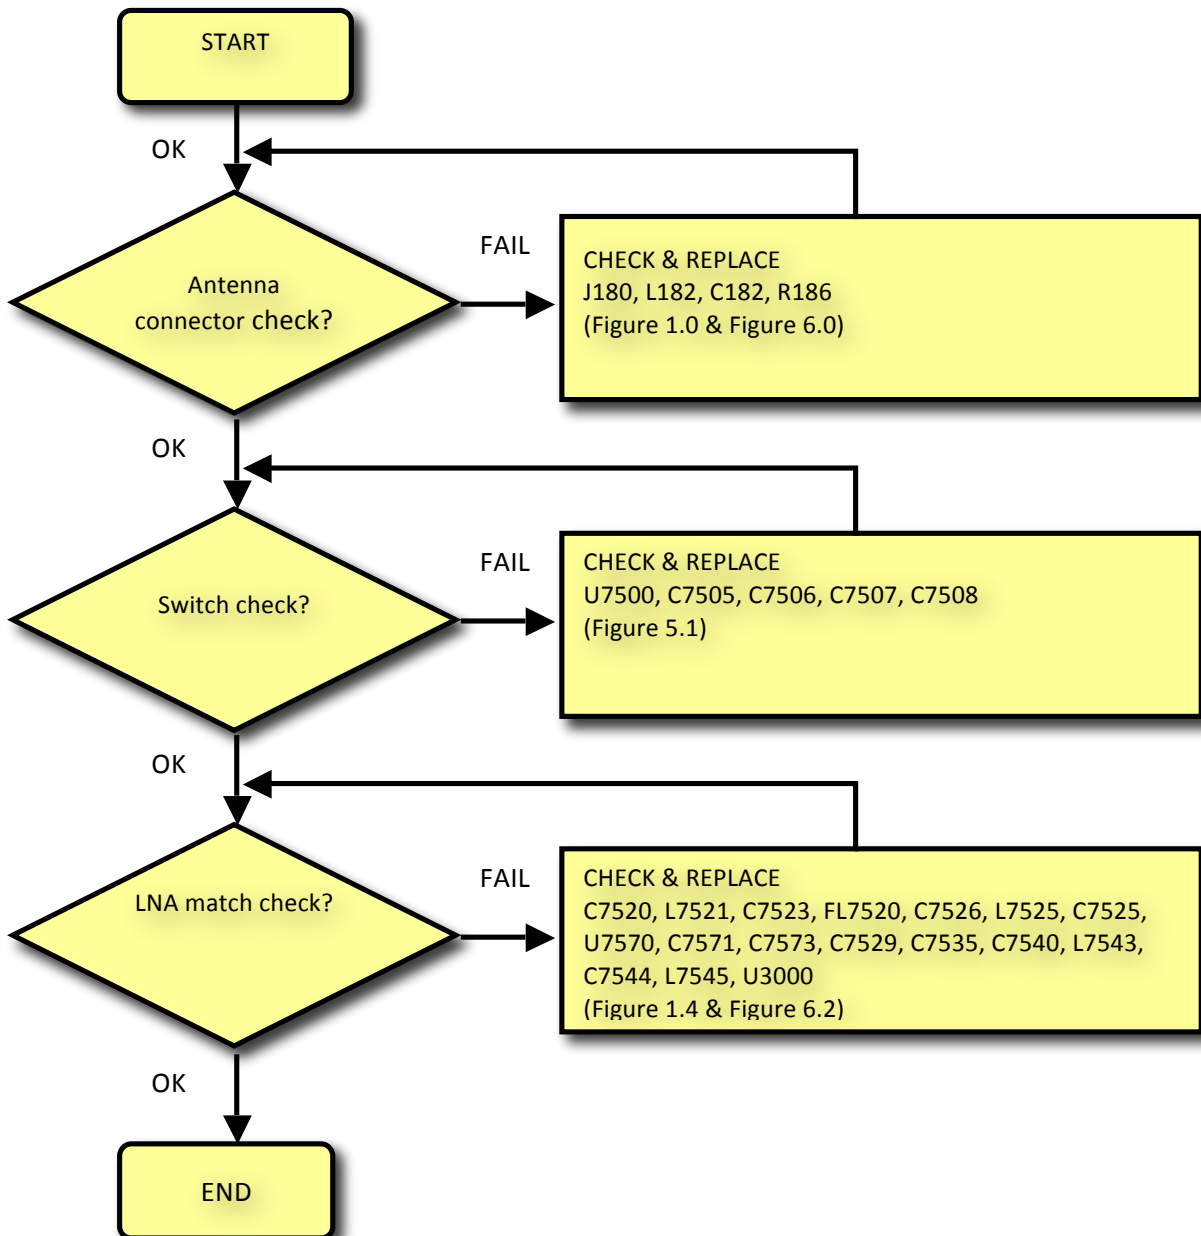 START
OK
Antenna
connector check?
FAIL
CHECK & REPLACE
J180, L182, C182, R186
(Figure 1.0 & Figure 6.0)
OK
Switch check?
FAIL
CHECK & REPLACE
U7500, C7505, C7506, C7507, C7508
(Figure 5.1)
OK
LNA match check?
FAIL
CHECK & REPLACE
C7520, L7521, C7523, FL7520, C7526, L7525, C7525,
U7570, C7571, C7573, C7529, C7535, C7540, L7543,
C7544, L7545, U3000
(Figure 1.4 & Figure 6.2)
OK
END